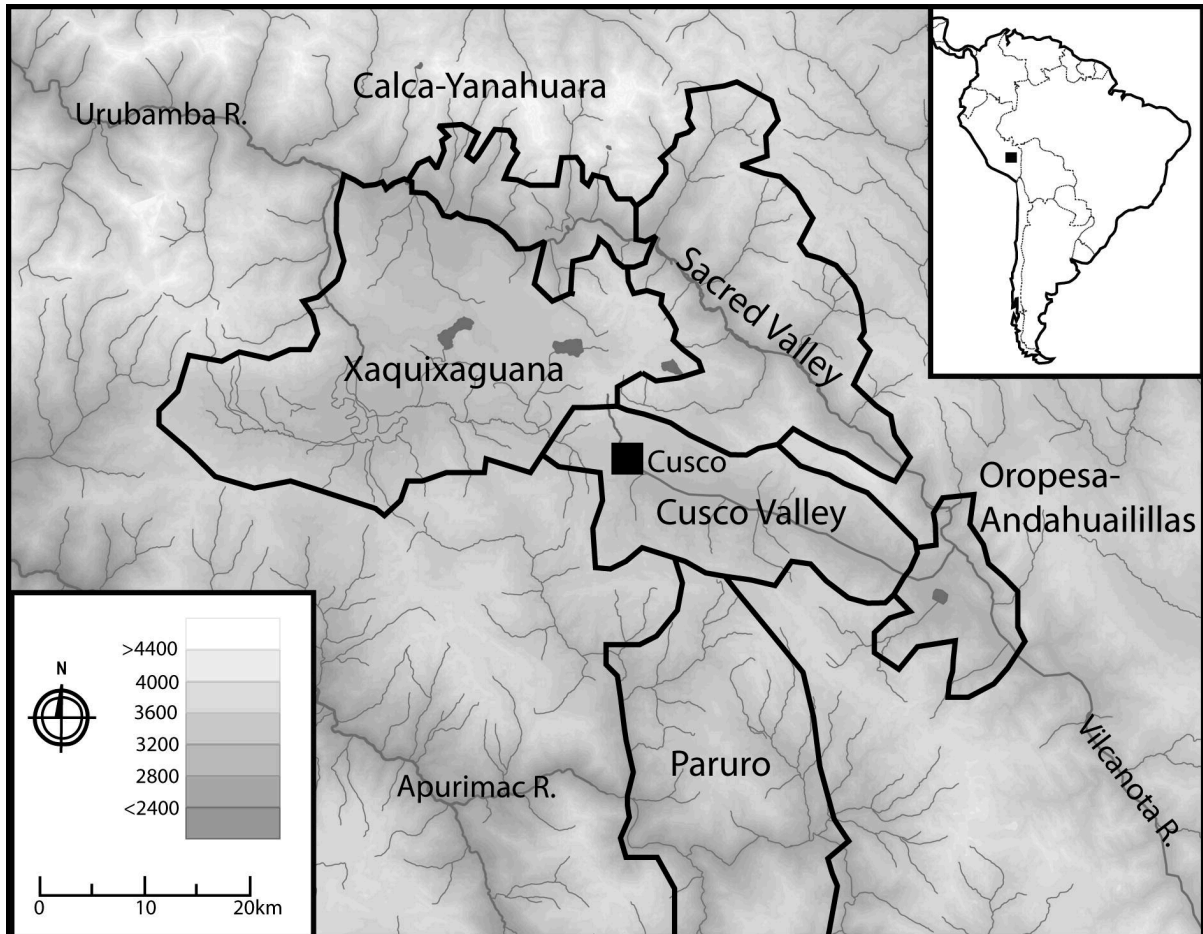 Calca-Yanahuara
Urubamba R.
Sacred Valley
Xaquixaguana
Cusco
Cusco Valley
Oropesa-
Andahuailillas
Paruro
Apurimac R.
Vilcanota R.
N
>4400
4000
3600
3200
2800
<2400
0 10 20km